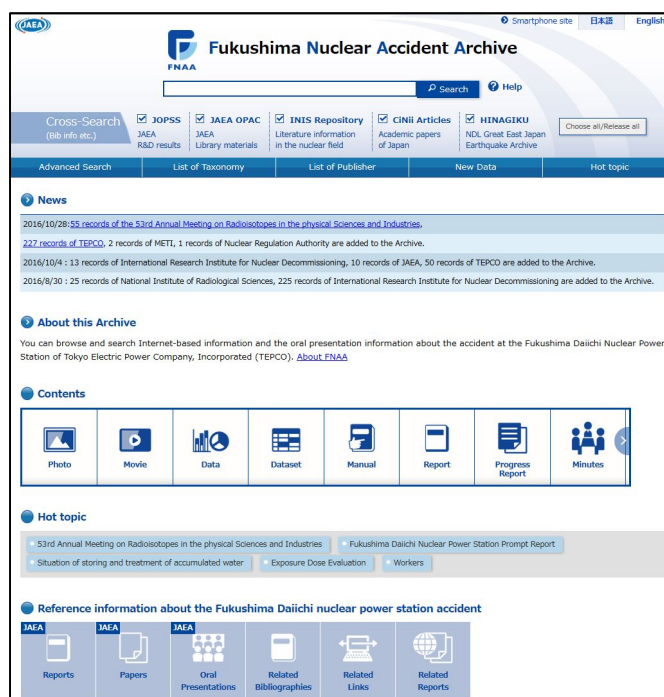 JAEA
Smartphone site 日本語 English
FNAA
Fukushima Nuclear Accident Archive
Search Help
Cross-Search
(Bib info etc.)
JOPSS
JAEA
R&D results
JAEA OPAC
JAEA
Library materials
INIS Repository
Literature information
in the nuclear field
CiNii Articles
Academic papers
of Japan
HINAGIKU
NDL Great East Japan
Earthquake Archive
Choose all/Release all
Advanced Search List of Taxonomy List of Publisher New Data Hot topic
News
2016/10/28:55 records of the 53rd Annual Meeting on Radioisotopes in the physical Sciences and Industries,
227 records of TEPCO, 2 records of METI, 1 records of Nuclear Regulation Authority are added to the Archive.
2016/10/4 : 13 records of International Research Institute for Nuclear Decommissioning, 10 records of JAEA, 50 records of TEPCO are added to the Archive.
2016/8/30 : 25 records of National Institute of Radiological Sciences, 225 records of International Research Institute for Nuclear Decommissioning are added to the Archive.
About this Archive
You can browse and search Internet-based information and the oral presentation information about the accident at the Fukushima Daiichi Nuclear Power
Station of Tokyo Electric Power Company, Incorporated (TEPCO). About FNAA
Contents
Photo Movie Data Dataset Manual Report Progress Report Minutes
Hot topic
53rd Annual Meeting on Radioisotopes in the physical Sciences and Industries Fukushima Daiichi Nuclear Power Station Prompt Report
Situation of storing and treatment of accumulated water Exposure Dose Evaluation Workers
Reference information about the Fukushima Daiichi nuclear power station accident
JAEA JAEA JAEA
Reports Papers Oral Presentations Related Bibliographies Related Links Related Reports